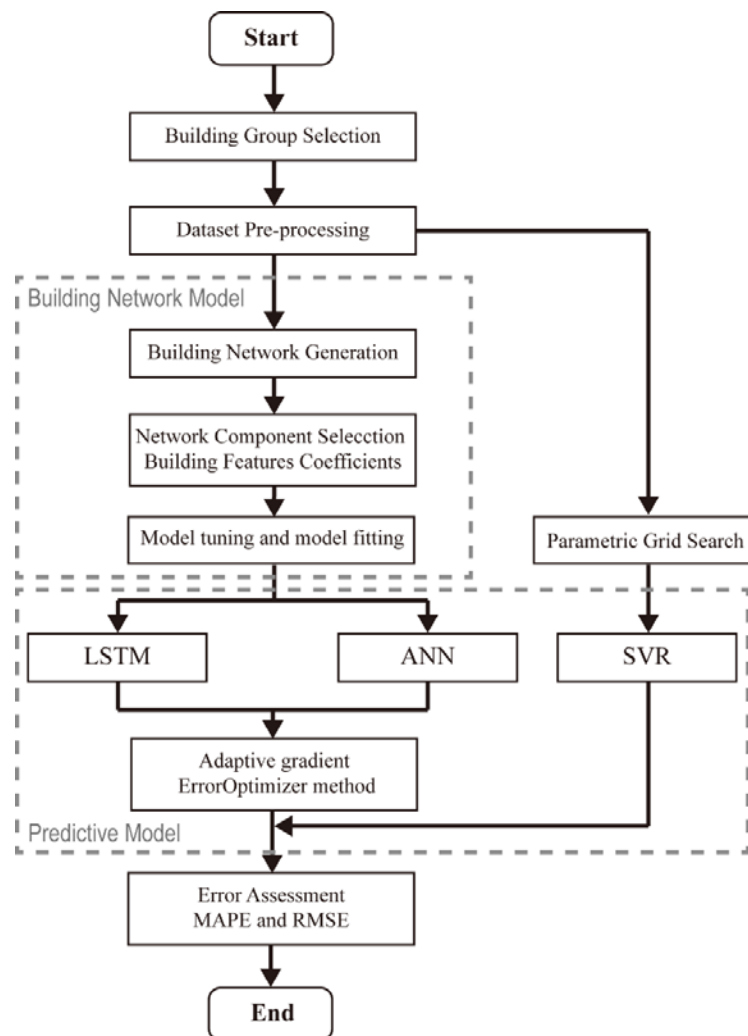 Start
Building Group Selection
Dataset Pre-processing
Building Network Model
Building Network Generation
Network Component Selecction
Building Features Coefficients
Model tuning and model fitting
Parametric Grid Search
LSTM
ANN
SVR
Adaptive gradient
ErrorOptimizer method
Predictive Model
Error Assessment
MAPE and RMSE
End